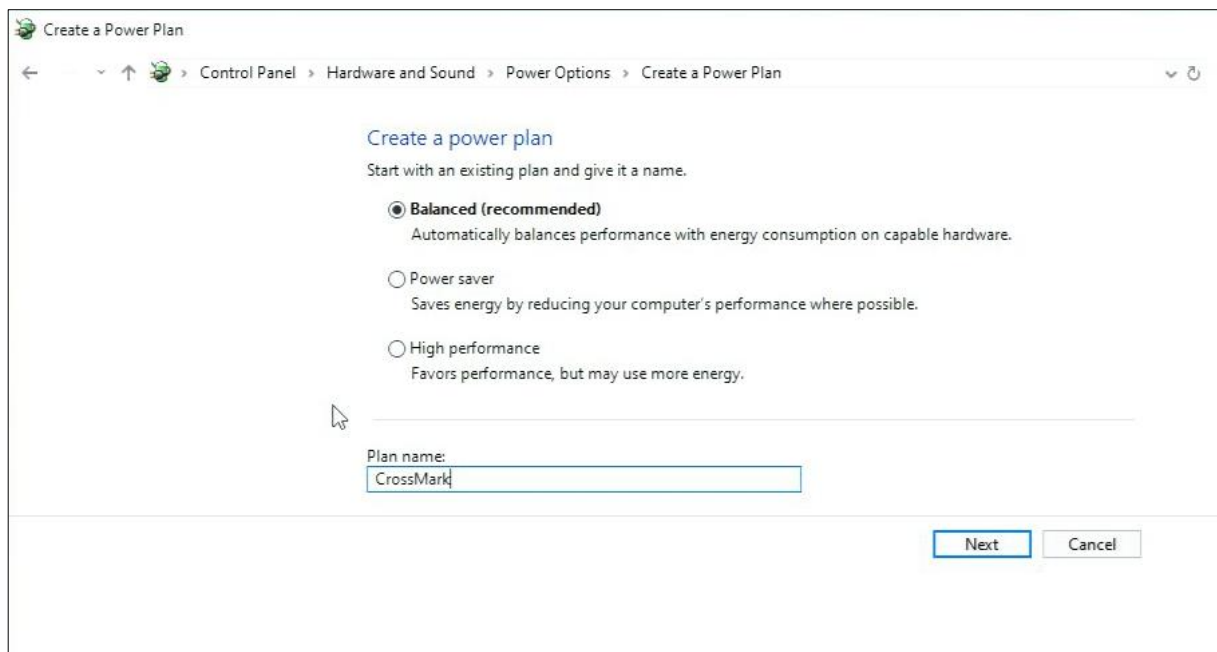 Create a Power Plan
Control Panel > Hardware and Sound > Power Options > Create a Power Plan
Create a power plan
Start with an existing plan and give it a name.
Balanced (recommended)
Automatically balances performance with energy consumption on capable hardware.
Power saver
Saves energy by reducing your computer's performance where possible.
High performance
Favors performance, but may use more energy.
Plan name:
CrossMark
Next Cancel